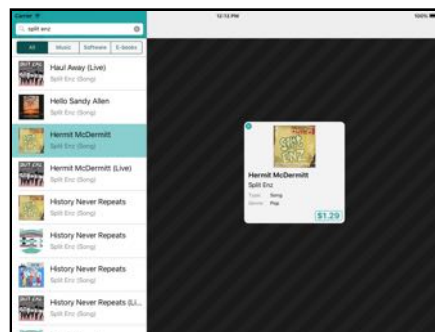 Carrier
12:13 PM
100%
split enz
All
Music
Software
E-books
Haul Away (Live)
Split Enz (Song)
Hello Sandy Allen
Split Enz (Song)
Hermit McDermitt
Split Enz (Song)
Hermit McDermitt (Live)
Split Enz (Song)
History Never Repeats
Split Enz (Song)
History Never Repeats
Split Enz (Song)
History Never Repeats
Split Enz (Song)
History Never Repeats (Li...
Split Enz (Song)
SPLIT ENZ
Hermit McDermitt
Split Enz
Type: Song
Genre: Pop
$1.29